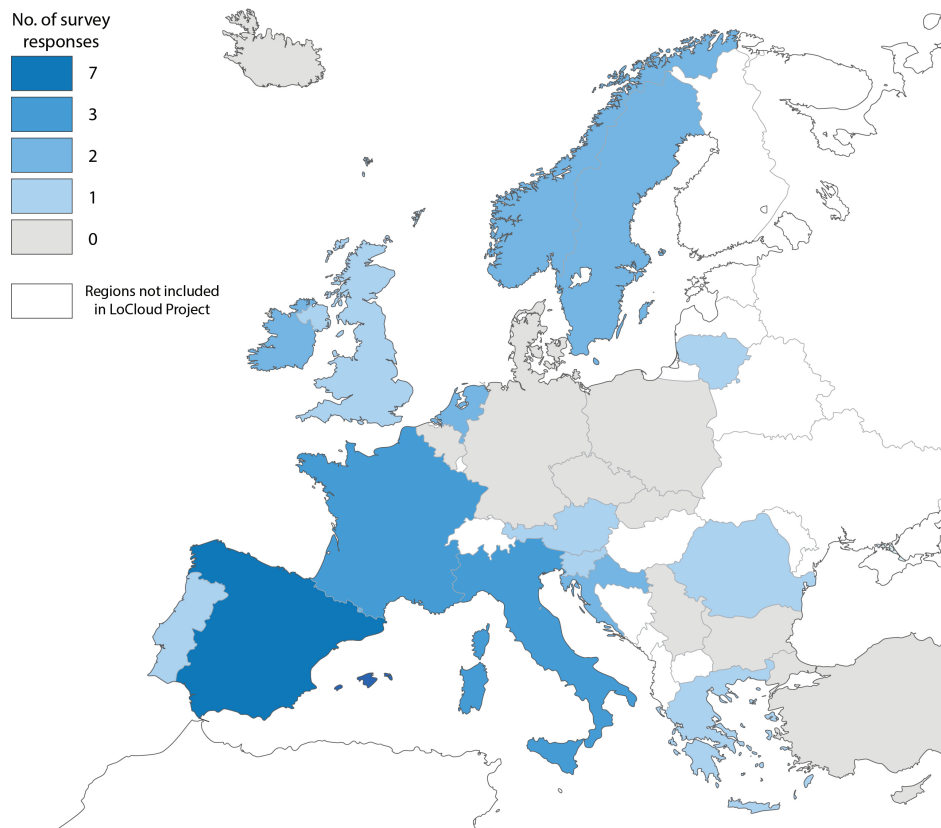 No. of survey
responses
7
3
2
1
0
Regions not included
in LoCloud Project